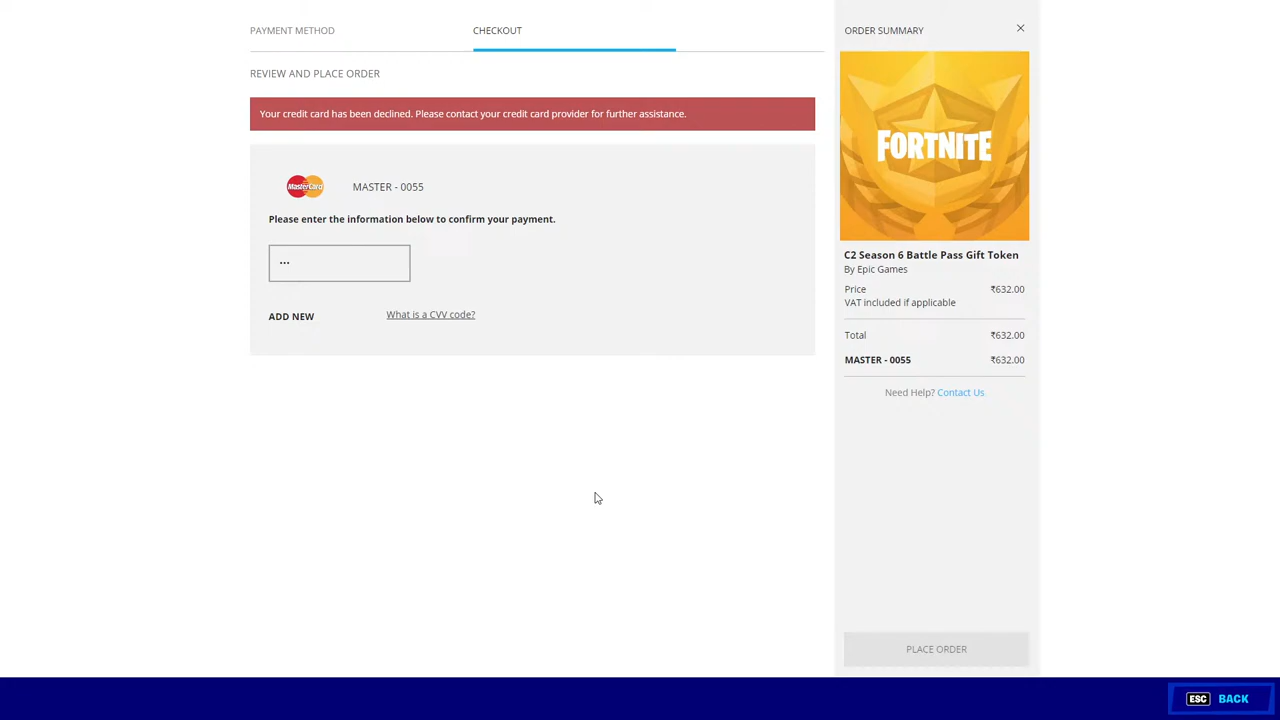 PAYMENT METHOD
CHECKOUT
REVIEW AND PLACE ORDER
Your credit card has been declined. Please contact your credit card provider for further assistance.
MasterCard
MASTER - 0055
Please enter the information below to confirm your payment.
•••
ADD NEW
What is a CVV code?
ORDER SUMMARY
FORTNITE
C2 Season 6 Battle Pass Gift Token
By Epic Games
Price ₹632.00
VAT included if applicable
Total ₹632.00
MASTER - 0055 ₹632.00
Need Help? Contact Us
PLACE ORDER
ESC BACK